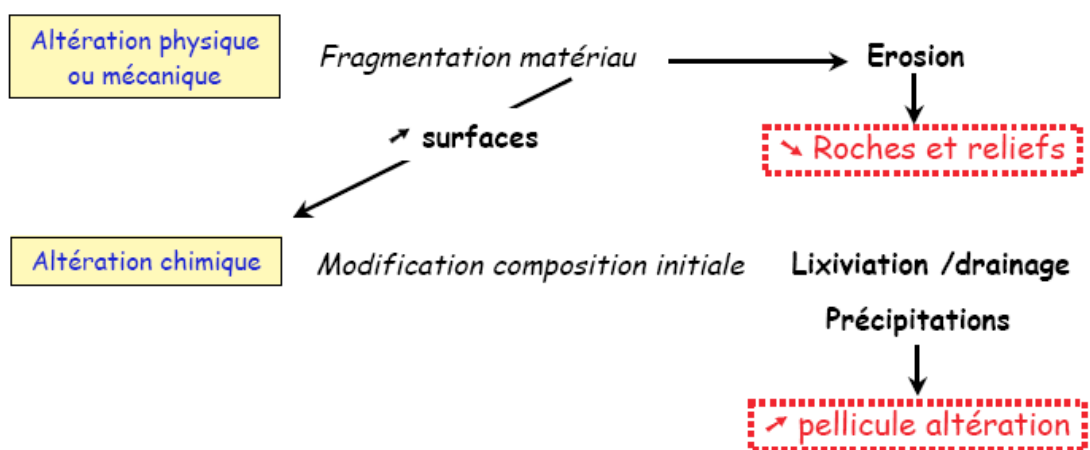 Altération physique
ou mécanique
Fragmentation matériau
Erosion
surfaces
Roches et reliefs
Altération chimique
Modification composition initiale
Lixiviation /drainage
Précipitations
pellicule altération